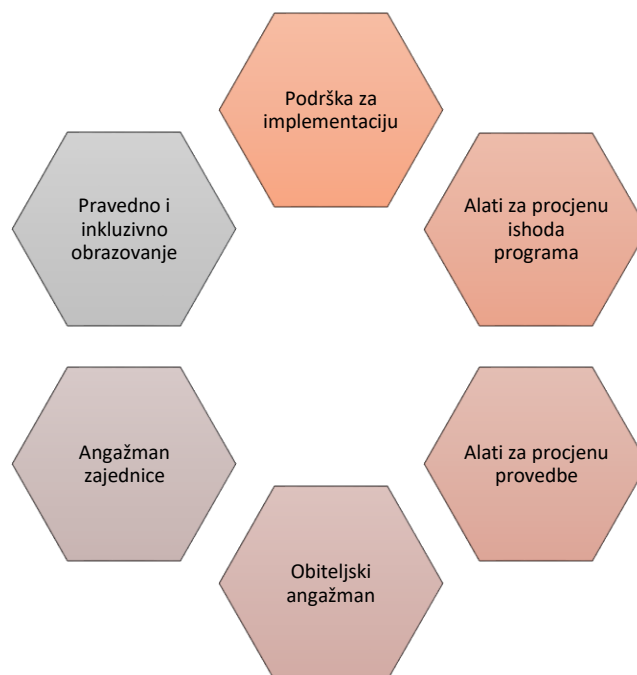 Podrška za
implementaciju
Pravedno i
inkluzivno
obrazovanje
Alati za procjenu
ishoda
programa
Angažman
zajednice
Alati za procjenu
provedbe
Obiteljski
angažman